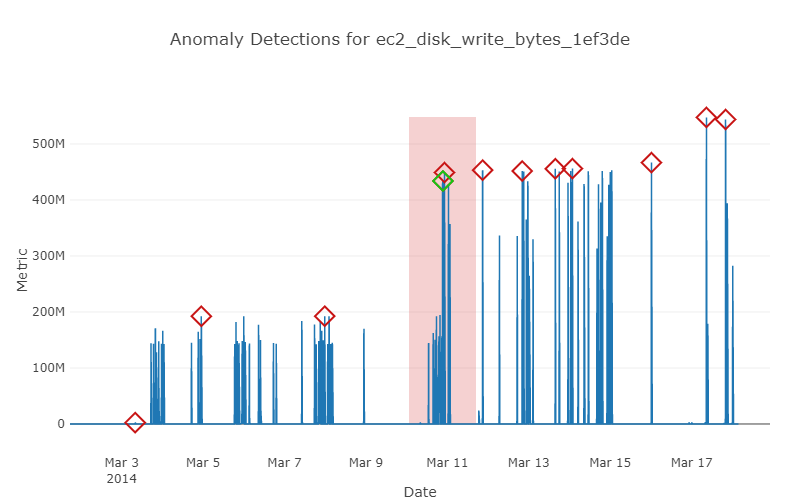 Anomaly Detections for ec2_disk_write_bytes_1ef3de
500M
400M
300M
200M
100M
0
Metric
Mar 3
2014
Mar 5
Mar 7
Mar 9
Mar 11
Mar 13
Mar 15
Mar 17
Date